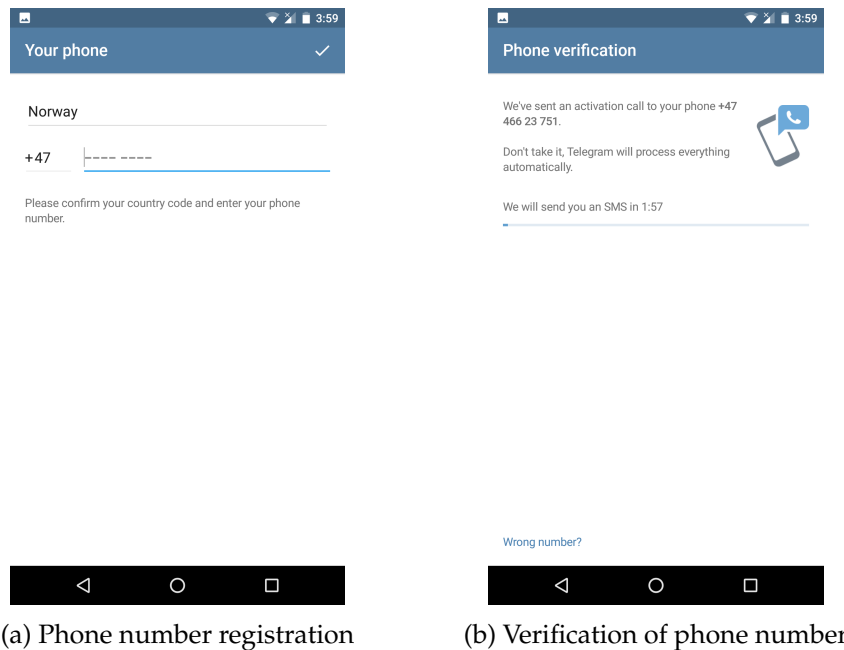 3:59
Your phone
Norway
+47
---- ----
Please confirm your country code and enter your phone
number.
(a) Phone number registration
3:59
Phone verification
We've sent an activation call to your phone +47
466 23 751.
Don't take it, Telegram will process everything
automatically.
We will send you an SMS in 1:57
Wrong number?
(b) Verification of phone number